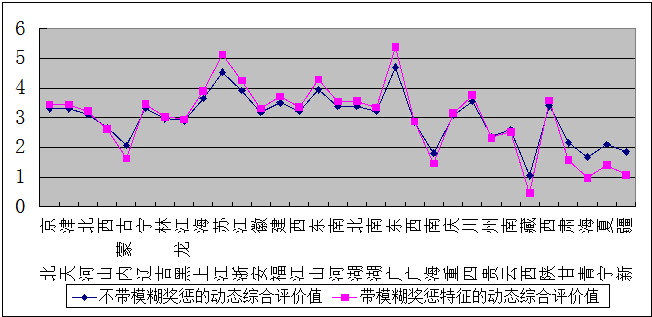 6
5
4
3
2
1
0
北京
天津
河北
山西
内蒙古
辽宁
吉林
黑龙江
上海
江苏
浙江
安徽
福建
江西
山东
河南
湖北
湖南
广东
广西
海南
重庆
四川
贵州
云南
西藏
陕西
甘肃
青海
宁夏
新疆
不带模糊奖惩的动态综合评价值
带模糊奖惩特征的动态综合评价值